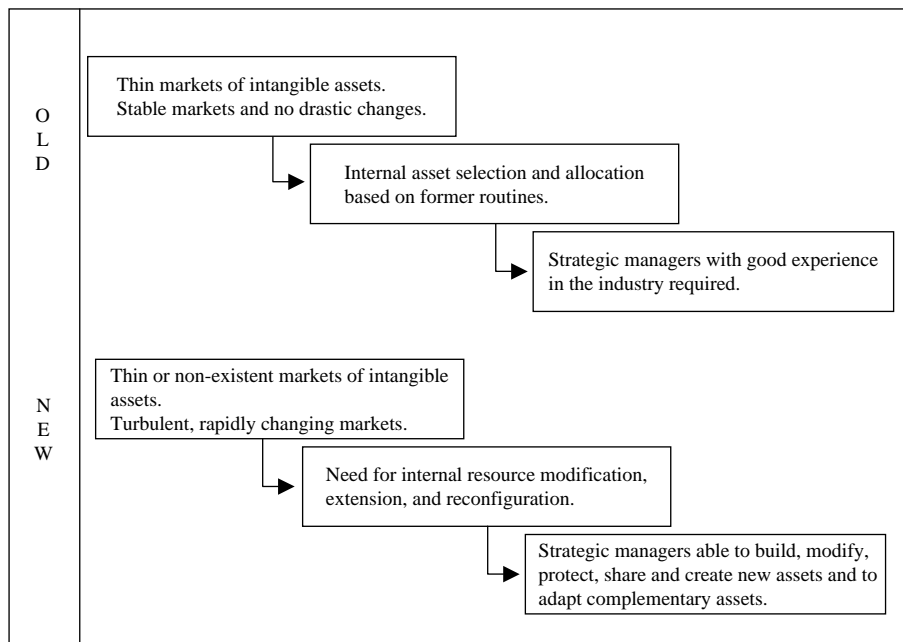 OLD
Thin markets of intangible assets.
Stable markets and no drastic changes.
Internal asset selection and allocation
based on former routines.
Strategic managers with good experience
in the industry required.
NEW
Thin or non-existent markets of intangible
assets.
Turbulent, rapidly changing markets.
Need for internal resource modification,
extension, and reconfiguration.
Strategic managers able to build, modify,
protect, share and create new assets and to
adapt complementary assets.